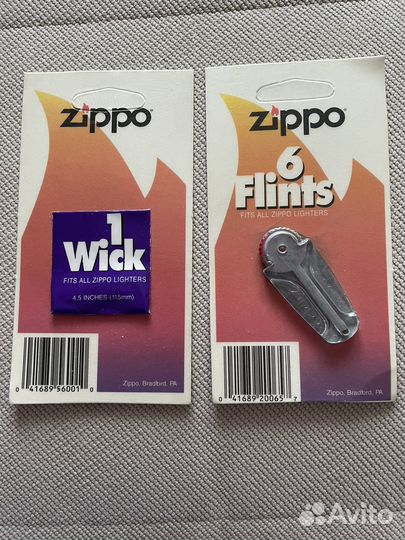 zippo
1
Wick
FITS ALL ZIPPO LIGHTERS
4.5 INCHES (115mm)
0 41689 56001 0
Zippo, Bradford, PA
zippo
6
Flints
FITS ALL ZIPPO LIGHTERS
0 41689 20065 7
Zippo, Bradford, PA
Avito